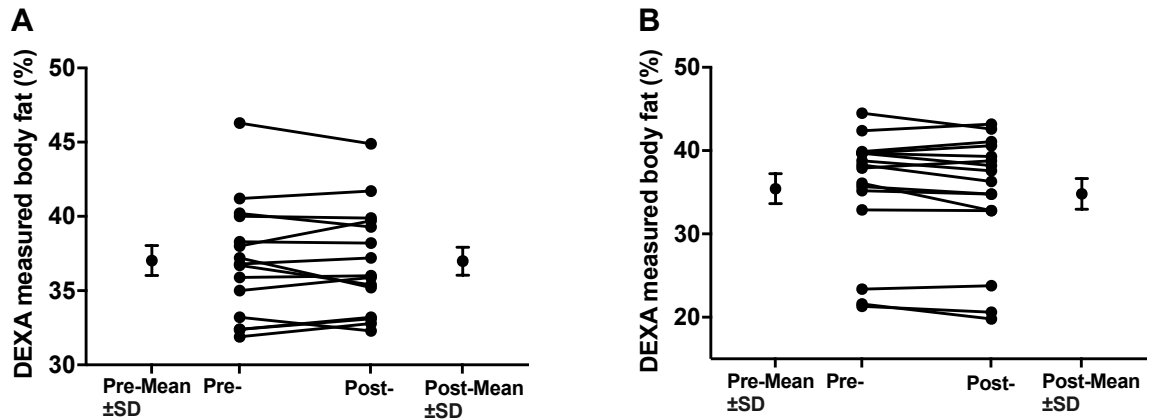 A
DEXA measured body fat (%)
50
45
40
35
30
Pre-Mean
±SD
Pre-
Post-
Post-Mean
±SD
B
DEXA measured body fat (%)
50
40
30
20
Pre-Mean
±SD
Pre-
Post-
Post-Mean
±SD